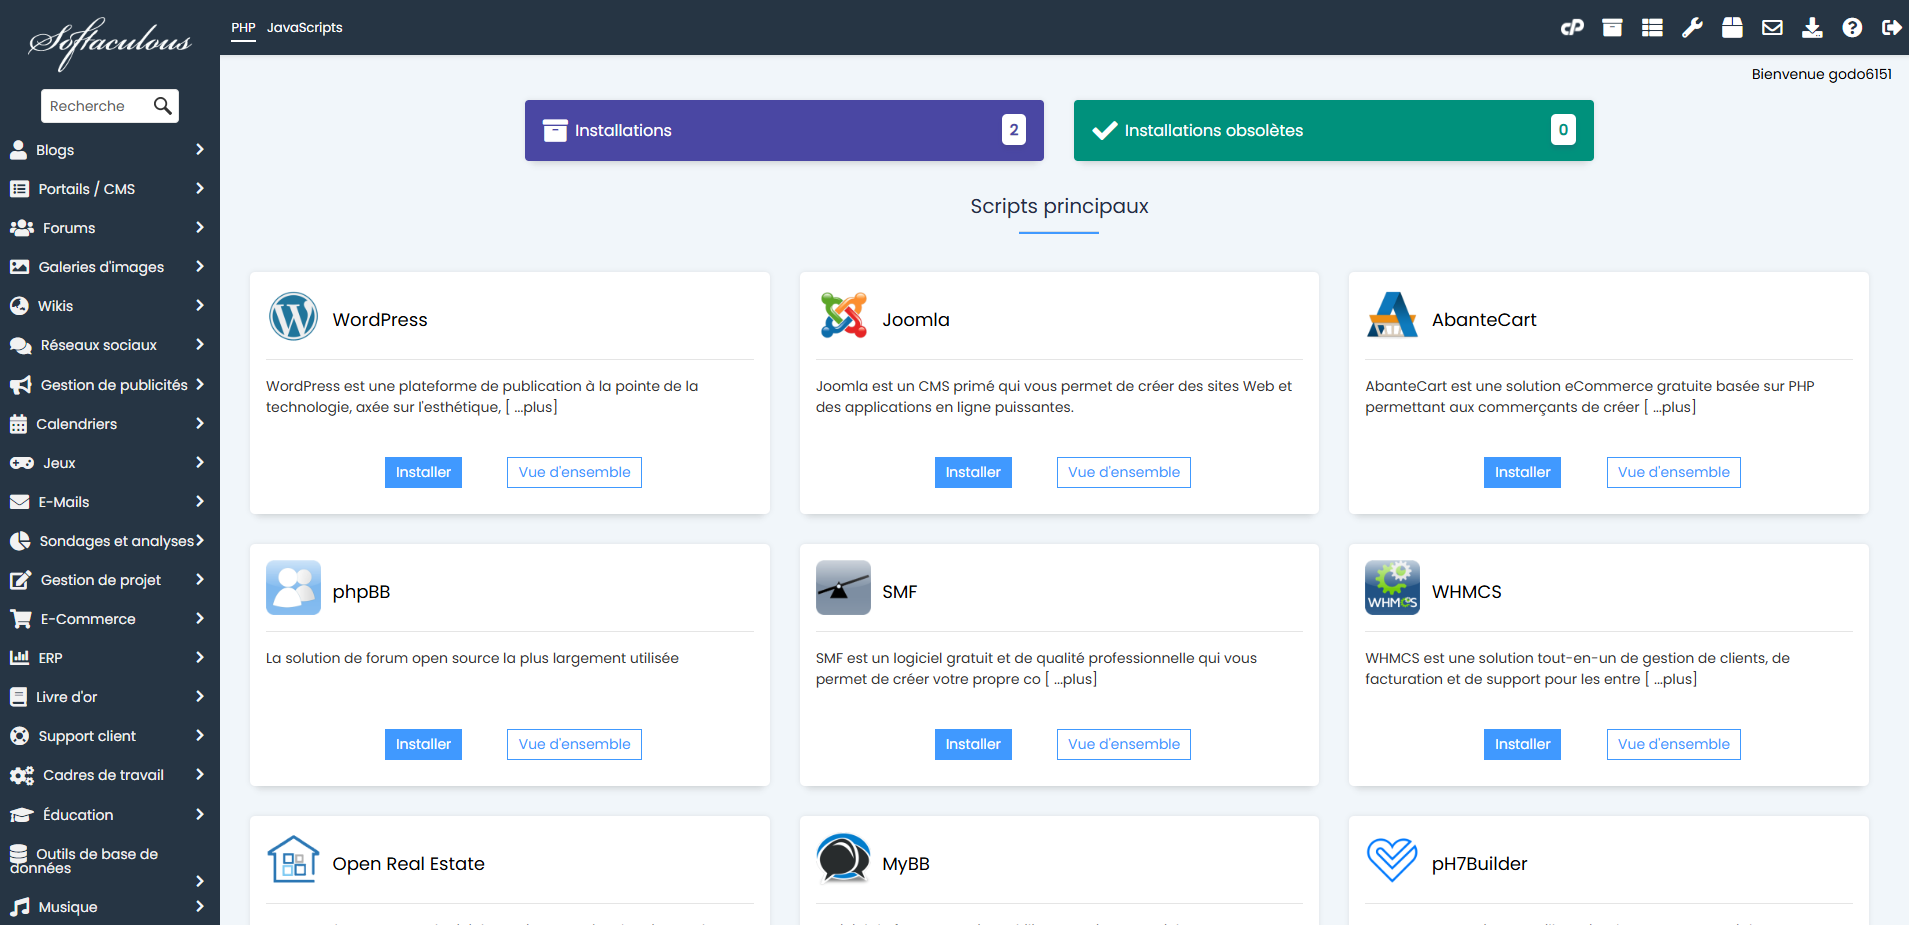 Softaculous
PHP JavaScripts
cP
Bienvenue godo6151
Recherche
Blogs
Portails / CMS
Forums
Galeries d'images
Wikis
Réseaux sociaux
Gestion de publicités
Calendriers
Jeux
E-Mails
Sondages et analyses
Gestion de projet
E-Commerce
ERP
Livre d'or
Support client
Cadres de travail
Éducation
Outils de base de
données
Musique
Installations 2
Installations obsolètes 0
Scripts principaux
WordPress
WordPress est une plateforme de publication à la pointe de la
technologie, axée sur l'esthétique, [ ...plus]
Installer Vue d'ensemble
Joomla
Joomla est un CMS primé qui vous permet de créer des sites Web et
des applications en ligne puissantes.
Installer Vue d'ensemble
AbanteCart
AbanteCart est une solution eCommerce gratuite basée sur PHP
permettant aux commerçants de créer [ ...plus]
Installer Vue d'ensemble
phpBB
La solution de forum open source la plus largement utilisée
Installer Vue d'ensemble
SMF
SMF est un logiciel gratuit et de qualité professionnelle qui vous
permet de créer votre propre co [ ...plus]
Installer Vue d'ensemble
WHMCS
WHMCS
WHMCS est une solution tout-en-un de gestion de clients, de
facturation et de support pour les entre [ ...plus]
Installer Vue d'ensemble
Open Real Estate
MyBB
pH7Builder